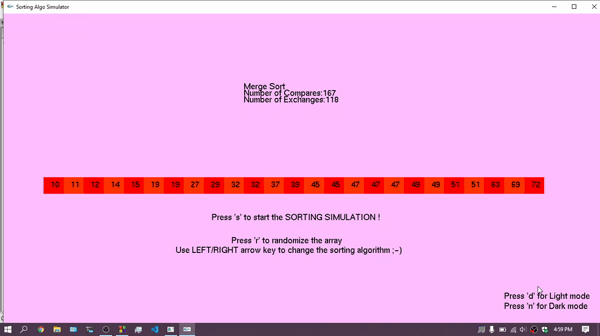 Sorting Algo Simulator
Merge Sort
Number of Compares:167
Number of Exchanges:118
10 11 12 14 15 19 19 27 29 32 32 37 39 45 45 47 47 47 49 49 51 51 63 69 72
Press 's' to start the SORTING SIMULATION !
Press 'r' to randomize the array
Use LEFT/RIGHT arrow key to change the sorting algorithm ;-)
Press 'd' for Light mode
Press 'n' for Dark mode
4:59 PM